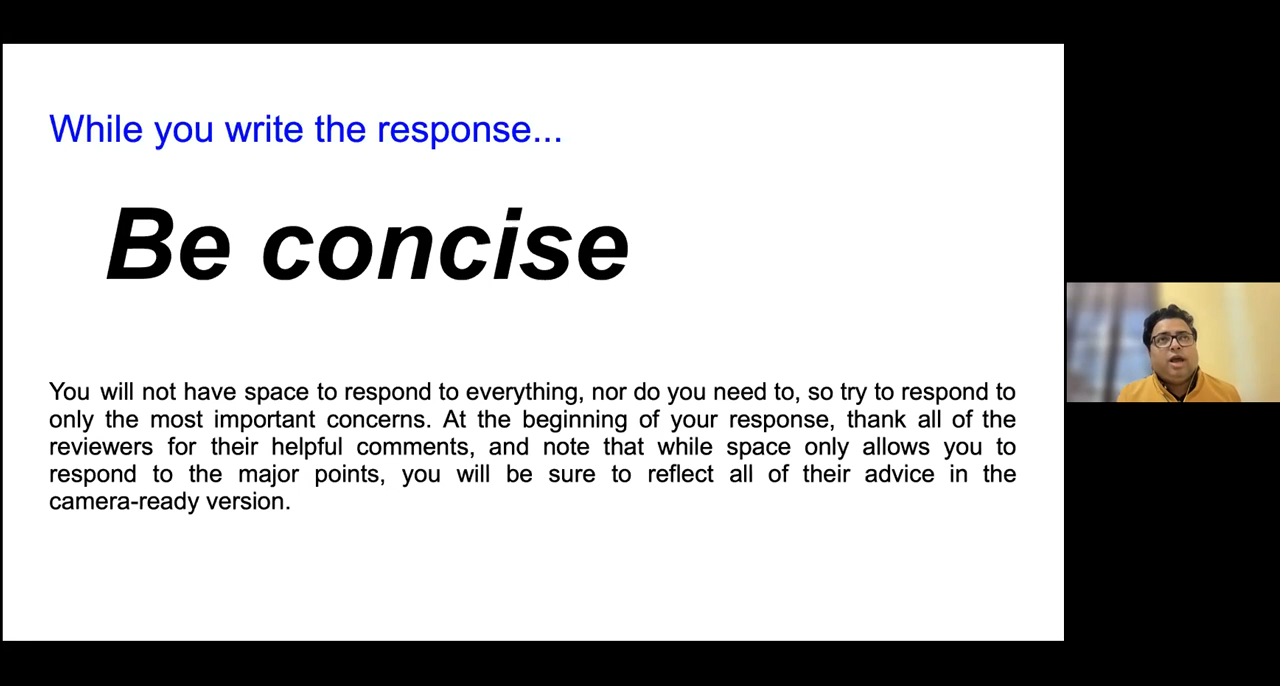 While you write the response...
Be concise
You will not have space to respond to everything, nor do you need to, so try to respond to
only the most important concerns. At the beginning of your response, thank all of the
reviewers for their helpful comments, and note that while space only allows you to
respond to the major points, you will be sure to reflect all of their advice in the
camera-ready version.